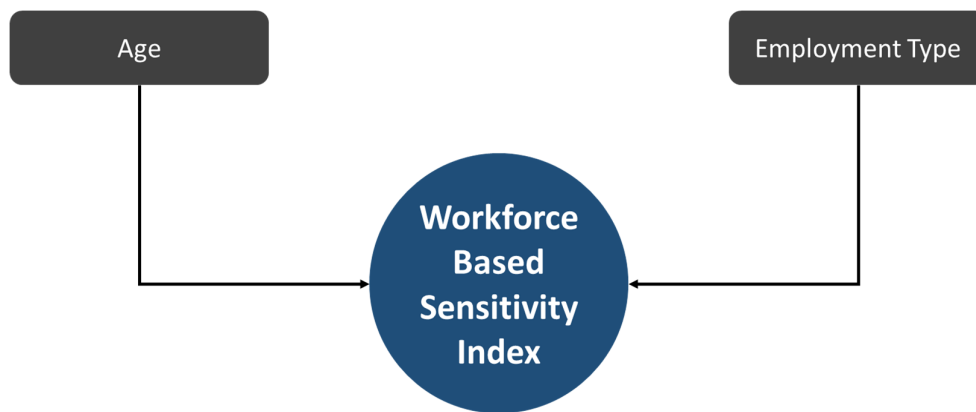 Age
Employment Type
Workforce
Based
Sensitivity
Index